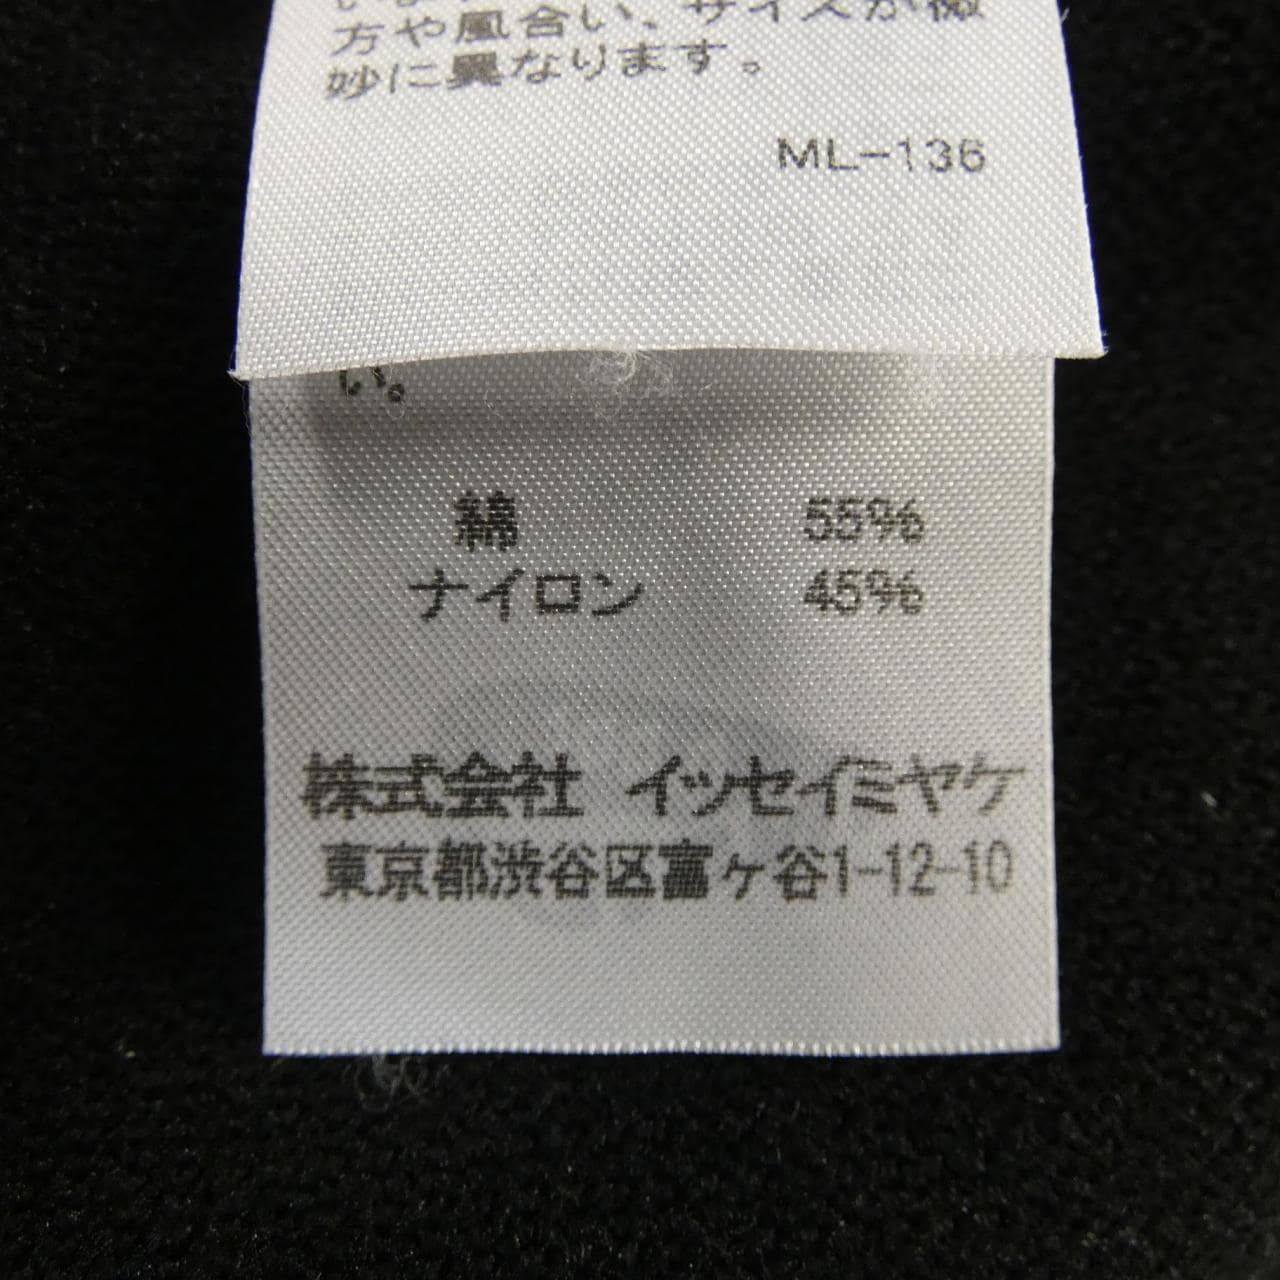 方や風合い、サイズが微
妙に異なります。
ML-136
い。
綿 55%
ナイロン 45%
株式会社 イッセイミヤケ
東京都渋谷区富ヶ谷1-12-10